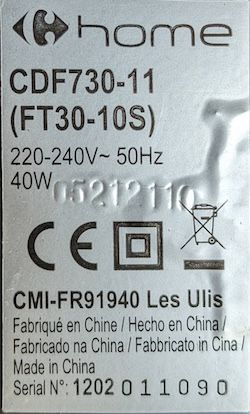 home
CDF730-11
(FT30-10S)
220-240V~ 50Hz
40W
05212110
CE
CMI-FR91940 Les Ulis
Fabriqué en Chine / Hecho en China /
Fabricado na China / Fabbricato in Cina /
Made in China
Serial N°: 1202 011090